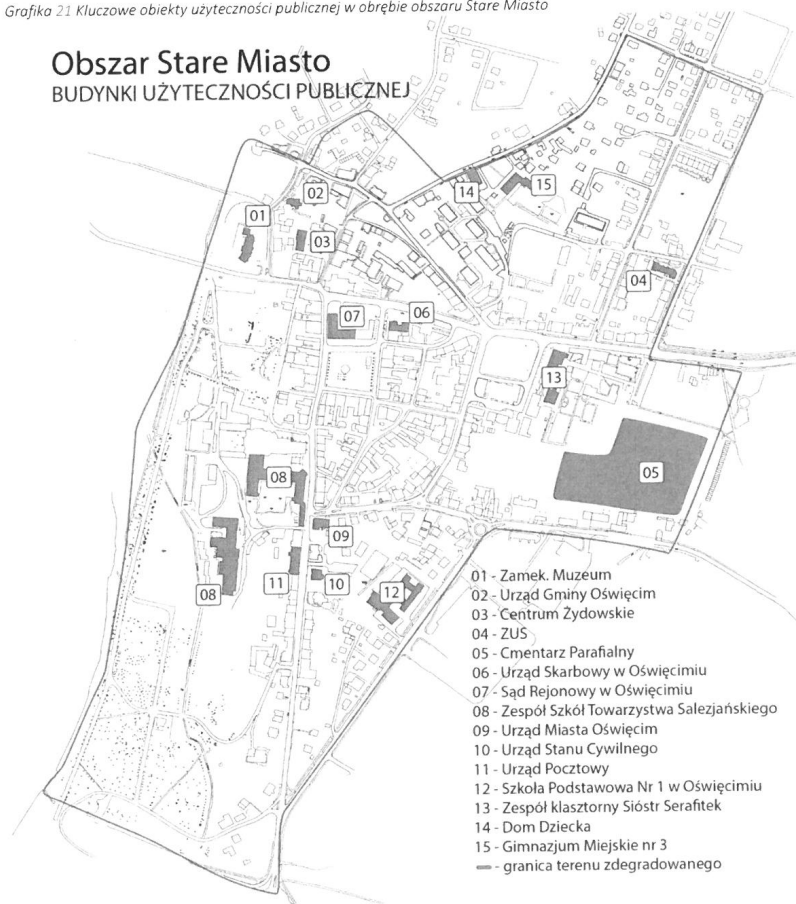 Grafika 21 Kluczowe obiekty użyteczności publicznej w obrębie obszaru Stare Miasto
Obszar Stare Miasto
BUDYNKI UŻYTECZNOŚCI PUBLICZNEJ
02
14
15
01
03
04
07
06
13
08
05
09
08
11
10
12
01 - Zamek. Muzeum
02 - Urząd Gminy Oświęcim
03 - Centrum Żydowskie
04 - ZUS
05 - Cmentarz Parafialny
06 - Urząd Skarbowy w Oświęcimiu
07 - Sąd Rejonowy w Oświęcimiu
08 - Zespół Szkół Towarzystwa Salezjańskiego
09 - Urząd Miasta Oświęcim
10 - Urząd Stanu Cywilnego
11 - Urząd Pocztowy
12 - Szkoła Podstawowa Nr 1 w Oświęcimiu
13 - Zespół klasztorny Sióstr Serafitek
14 - Dom Dziecka
15 - Gimnazjum Miejskie nr 3
- granica terenu zdegradowanego